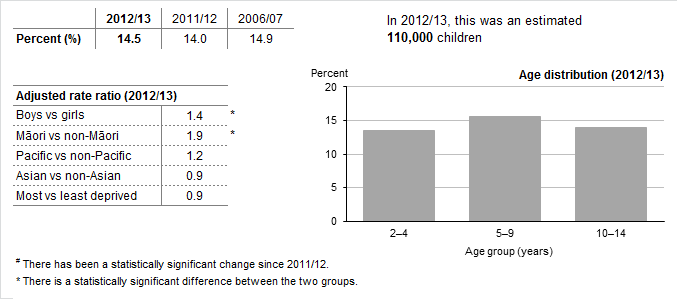 2012/13 2011/12 2006/07
Percent (%) 14.5 14.0 14.9
In 2012/13, this was an estimated
110,000 children
Adjusted rate ratio (2012/13)
Boys vs girls 1.4 *
Māori vs non-Māori 1.9 *
Pacific vs non-Pacific 1.2
Asian vs non-Asian 0.9
Most vs least deprived 0.9
Percent Age distribution (2012/13)
20
15
10
5
0
2–4 5–9 10–14
Age group (years)
# There has been a statistically significant change since 2011/12.
* There is a statistically significant difference between the two groups.